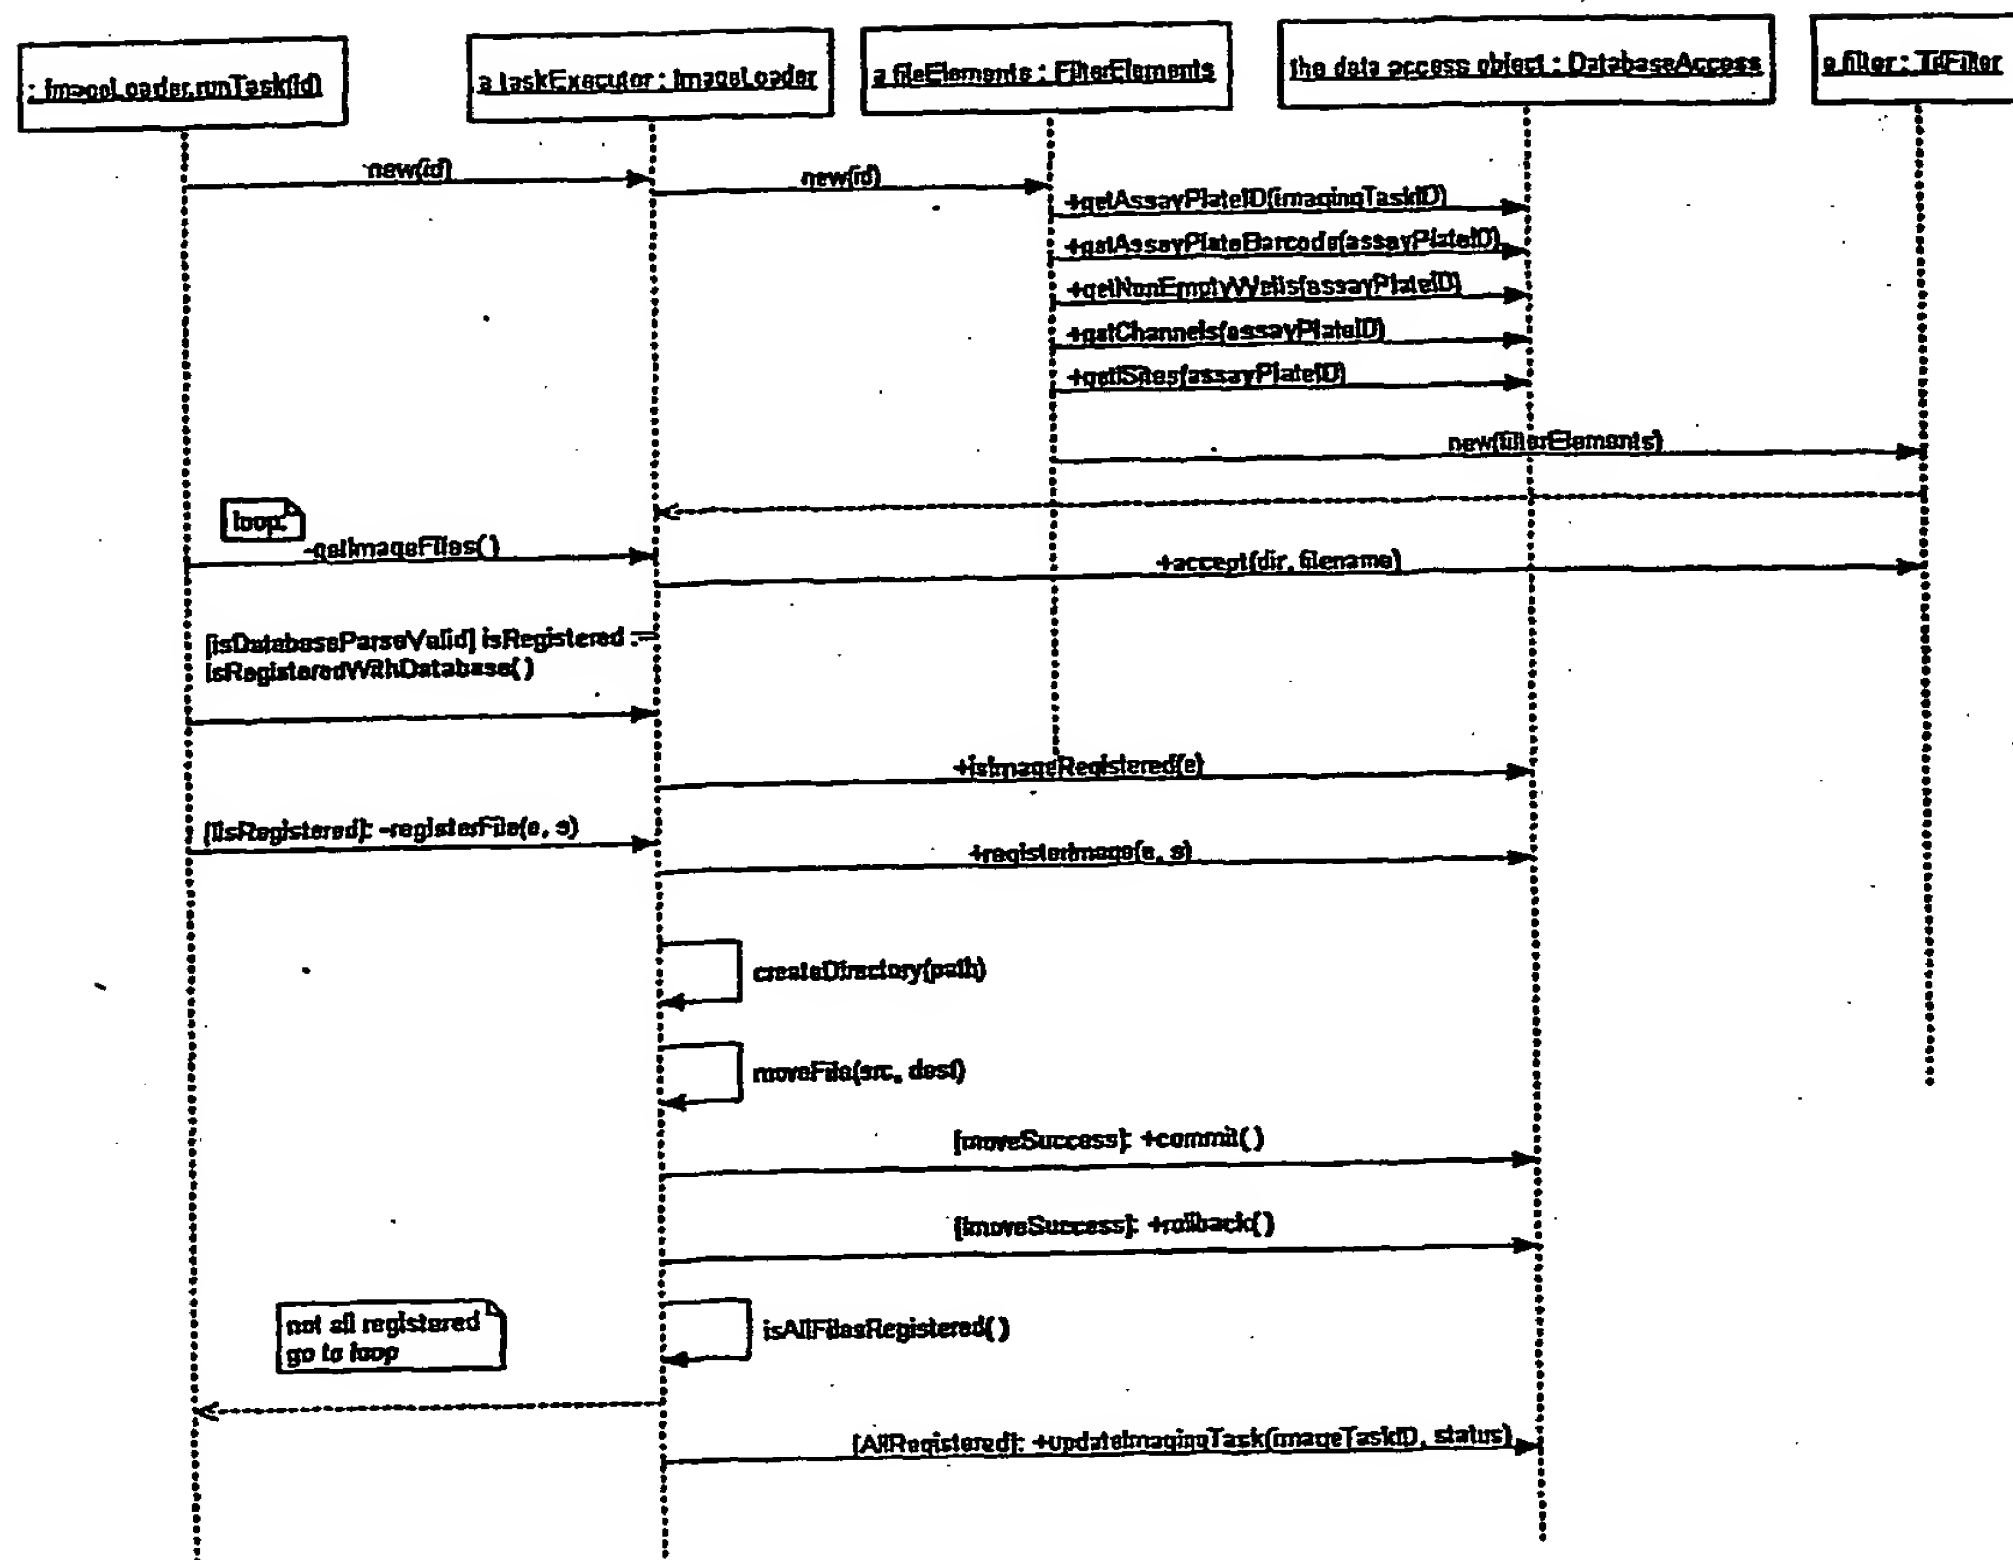 : ImageLoader.runTask(id)
a taskExecutor : ImageLoader
a fileElements : FilterElements
the data access object : DatabaseAccess
a filter : TifFilter
new(id)
new(id)
+getAssayPlateID(imagingTaskID)
+getAssayPlateBarcode(assayPlateID)
+getNonEmptyWells(assayPlateID)
+getChannels(assayPlateID)
(assayPlateID)
new(filterElements)
loop:
-getImageFiles()
+accept(dir, filename)
[isDatabaseParseValid] isRegistered :=
isRegisteredWithDatabase()
+isImageRegistered(e)
[!isRegistered]: -registerFile(e, s)
+registerImage(e, s)
createDirectory(path)
moveFile(src, dest)
[moveSuccess]: +commit()
[!moveSuccess]: +rollback()
not all registered
go to loop
isAllFilesRegistered()
[AllRegistered]: +updateImagingTask(imageTaskID, status)